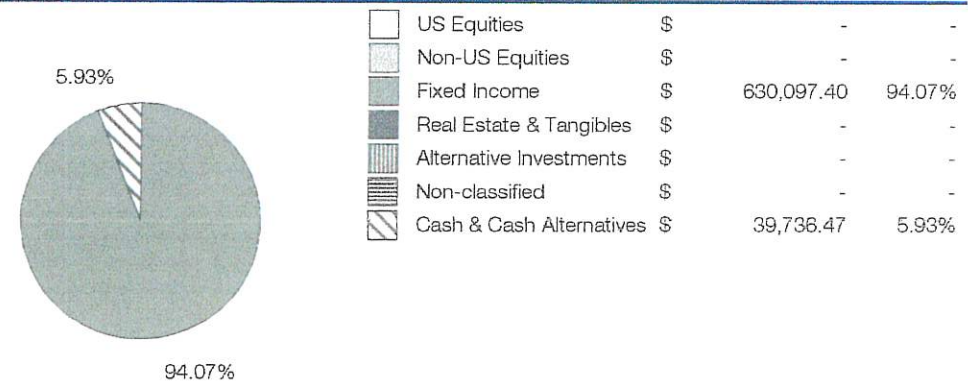 US Equities $ - -
Non-US Equities $ - -
5.93%
Fixed Income $ 630,097.40 94.07%
Real Estate & Tangibles $ - -
Alternative Investments $ - -
Non-classified $ - -
Cash & Cash Alternatives $ 39,736.47 5.93%
94.07%